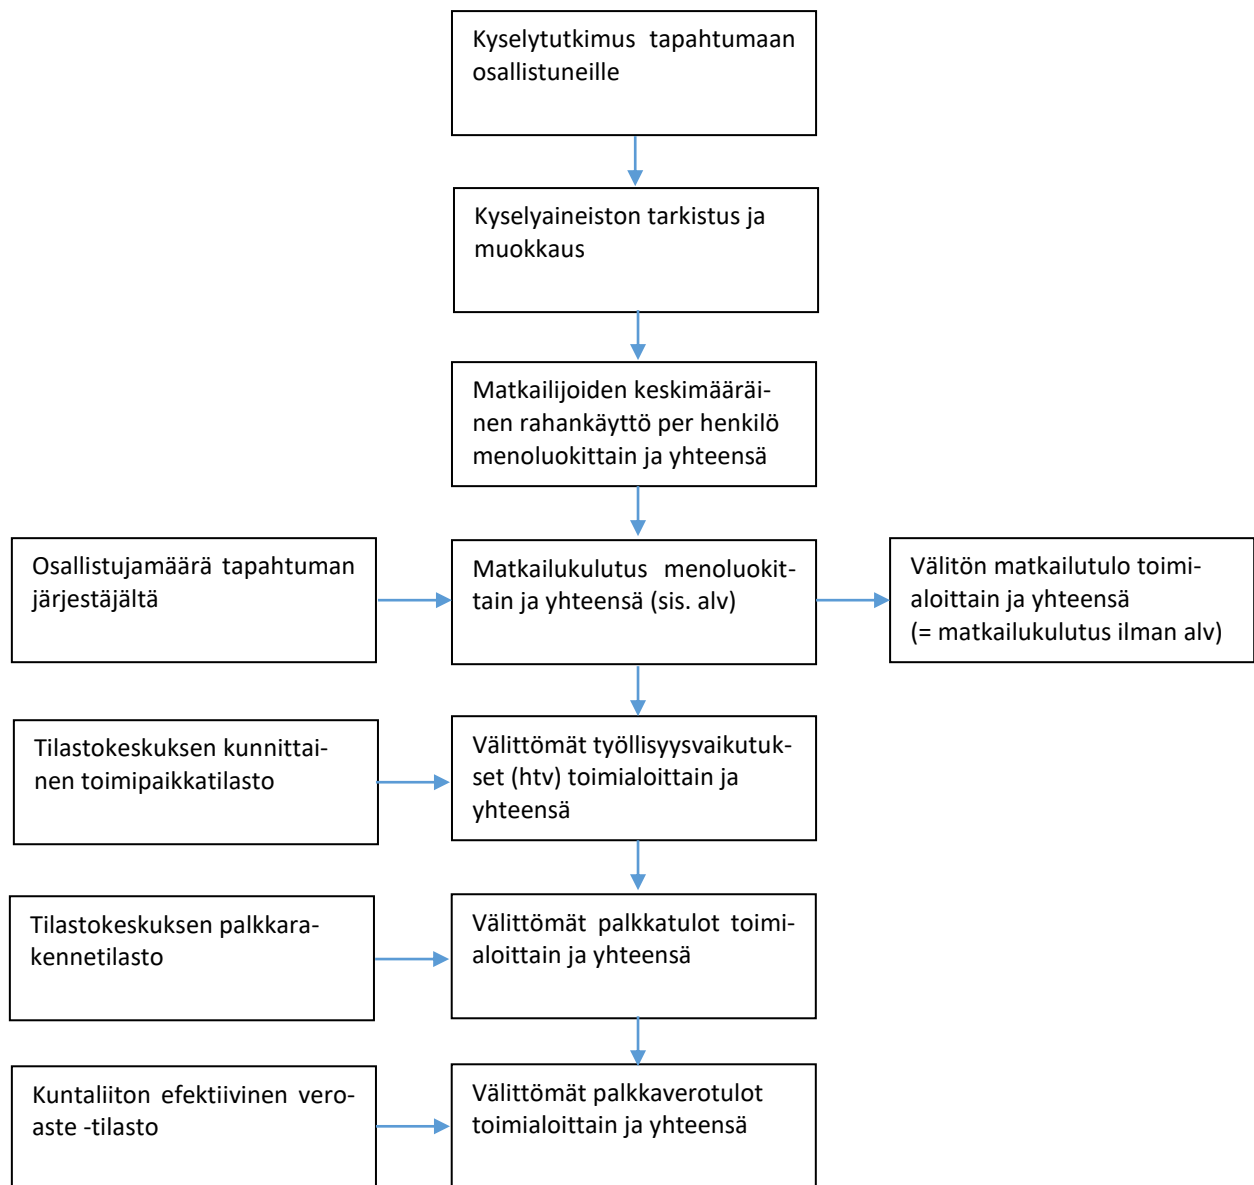 Kyselytutkimus tapahtumaan
osallistuneille
Kyselyaineiston tarkistus ja
muokkaus
Matkailijoiden keskimääräi-
nen rahankäyttö per henkilö
menoluokittain ja yhteensä
Osallistujamäärä tapahtuman
järjestäjältä
Matkailukulutus menoluokit-
tain ja yhteensä (sis. alv)
Välitön matkailutulo toimi-
aloittain ja yhteensä
(= matkailukulutus ilman alv)
Tilastokeskuksen kunnittai-
nen toimipaikkatilasto
Välittömät työllisyysvaikutuk-
set (htv) toimialoittain ja
yhteensä
Tilastokeskuksen palkkara-
kennetilasto
Välittömät palkkatulot toimi-
aloittain ja yhteensä
Kuntaliiton efektiivinen vero-
aste -tilasto
Välittömät palkkaverotulot
toimialoittain ja yhteensä